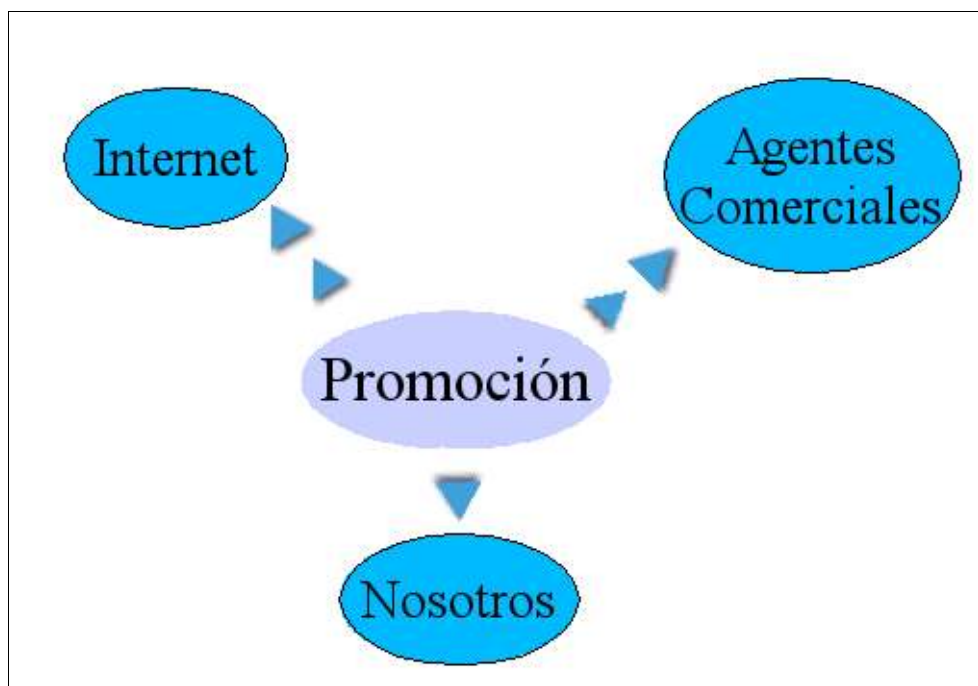 Internet
Agentes
Comerciales
Promoción
Nosotros